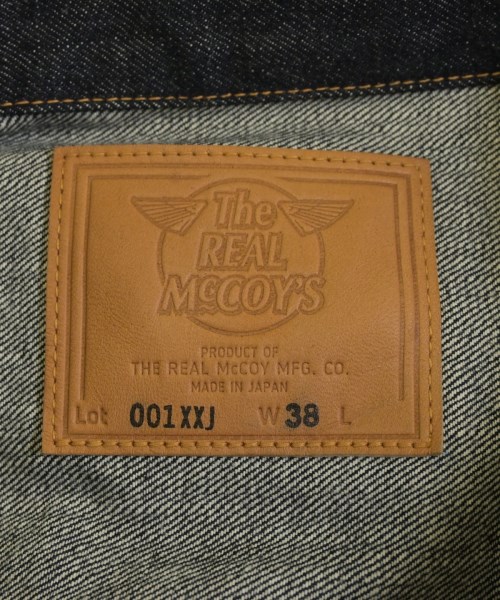 The
REAL
McCOY'S
PRODUCT OF
THE REAL McCOY MFG. CO.
MADE IN JAPAN
Lot 001XXJ W 38 L